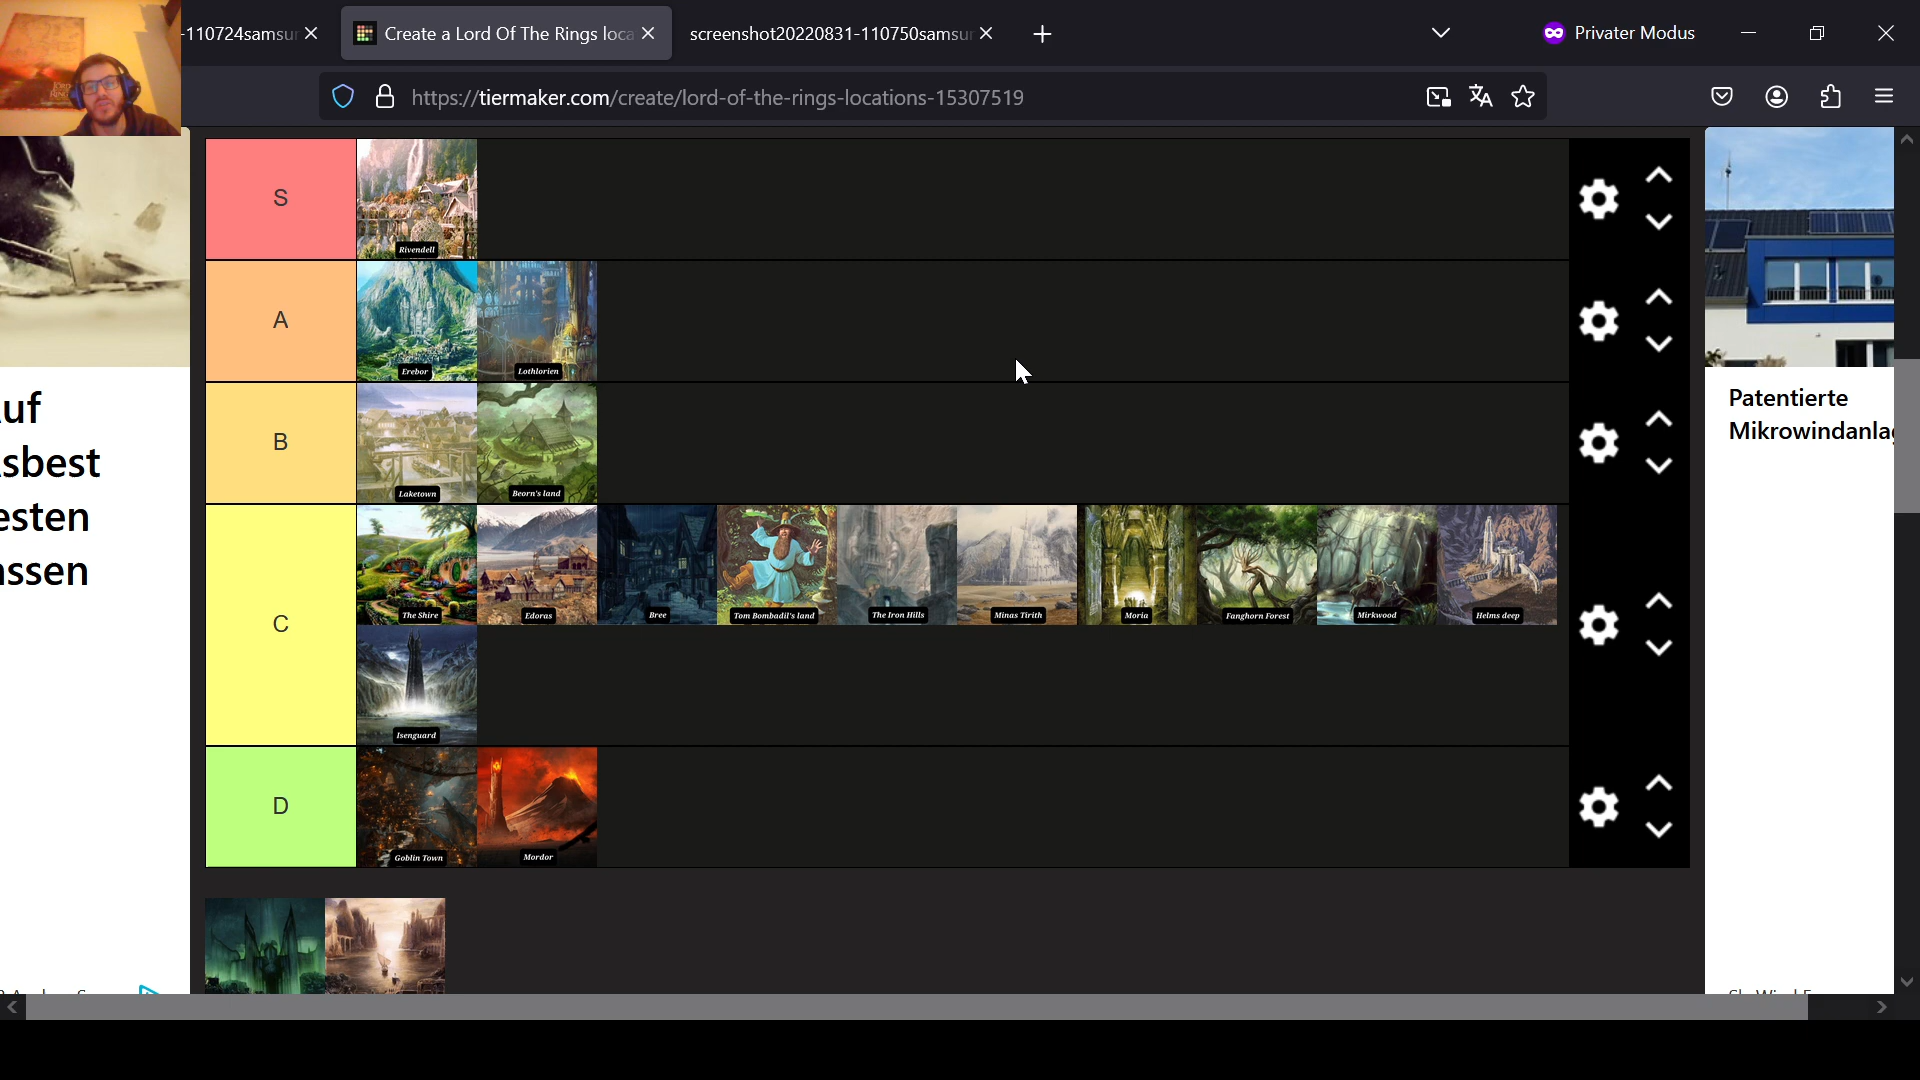 -110724samsu
Create a Lord Of The Rings loca
screenshot20220831-110750samsu
Privater Modus
https://tiermaker.com/create/lord-of-the-rings-locations-15307519
S
Rivendell
A
Erebor
Lothlorien
B
Laketown
Beorn's land
C
The Shire
Edoras
Bree
Tom Bombadil's land
The Iron Hills
Minas Tirith
Moria
Fanghorn Forest
Mirkwood
Helms deep
Isenguard
D
Goblin Town
Mordor
uf
sbest
esten
ssen
Patentierte
Mikrowindanla